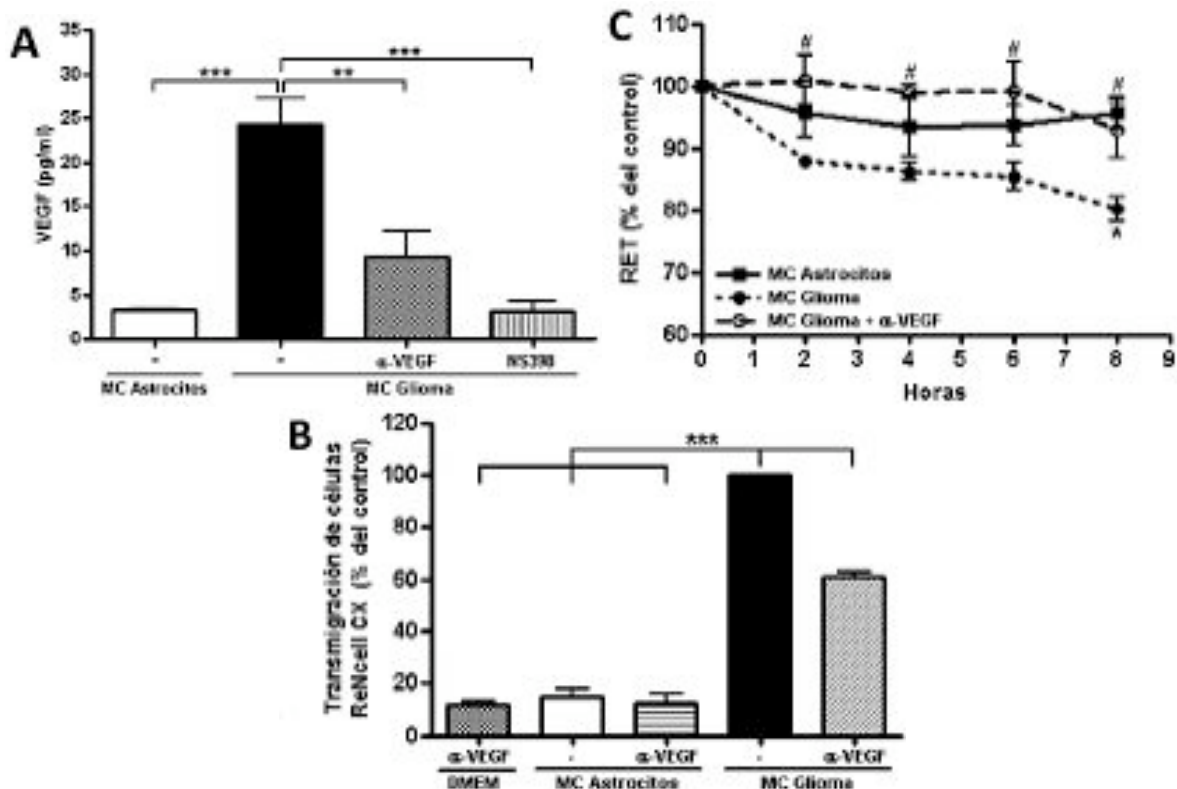 A
VEGF (pg/ml)
35
30
25
20
15
10
5
0
***
**
***
-
-
α-VEGF
NS398
MC Astrocitos
MC Glioma
C
RET (% del control)
110
100
90
80
70
60
#
#
#
#
*
MC Astrocitos
MC Glioma
MC Glioma + α-VEGF
0 1 2 3 4 5 6 7 8 9
Horas
B
Transmigración de células
ReNcell CX (% del control)
120
100
80
60
40
20
0
***
α-VEGF
-
α-VEGF
-
α-VEGF
DMEM
MC Astrocitos
MC Glioma